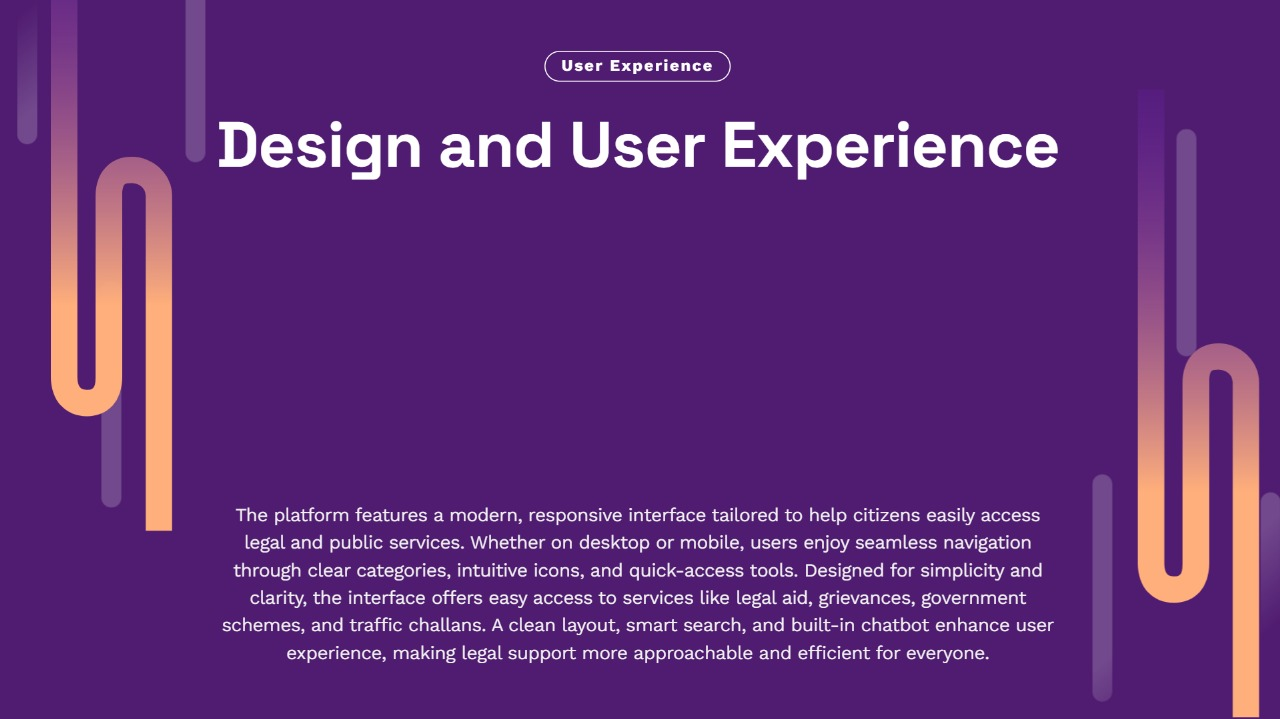 User Experience
Design and User Experience
The platform features a modern, responsive interface tailored to help citizens easily access
legal and public services. Whether on desktop or mobile, users enjoy seamless navigation
through clear categories, intuitive icons, and quick-access tools. Designed for simplicity and
clarity, the interface offers easy access to services like legal aid, grievances, government
schemes, and traffic challans. A clean layout, smart search, and built-in chatbot enhance user
experience, making legal support more approachable and efficient for everyone.